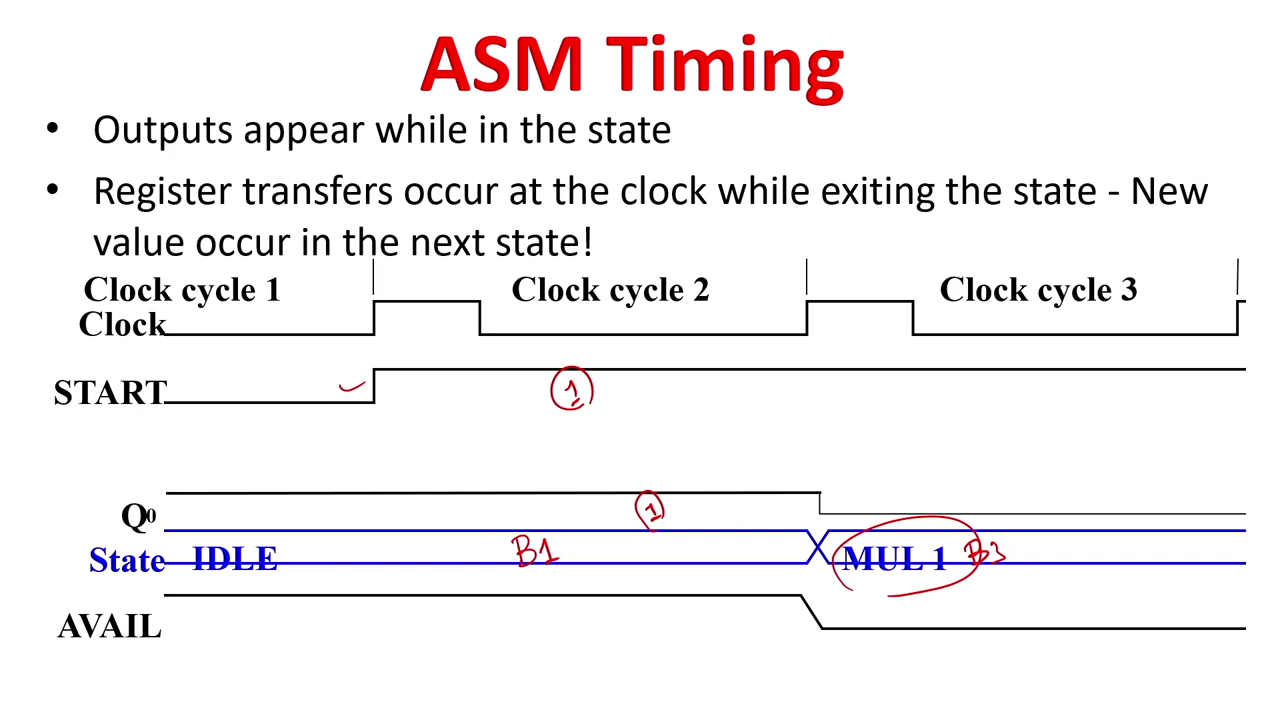 ASM Timing
• Outputs appear while in the state
• Register transfers occur at the clock while exiting the state - New
value occur in the next state!
Clock cycle 1 Clock cycle 2 Clock cycle 3
Clock
START 1
Q0 1
State IDLE B1 MUL 1 B3
AVAIL